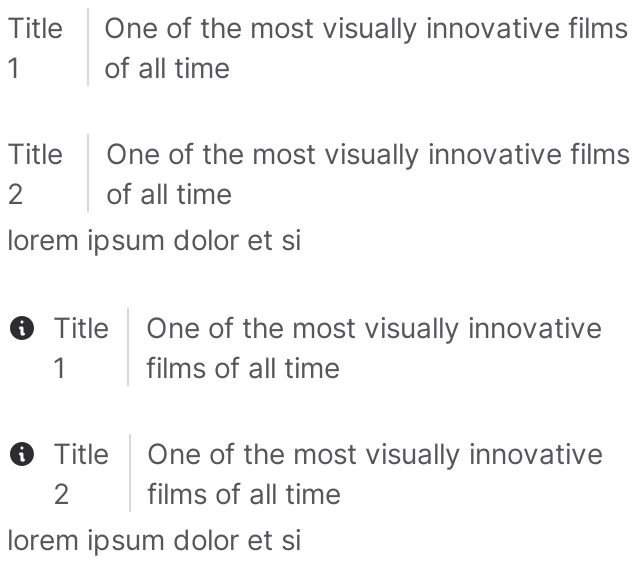 Title One of the most visually innovative films
1 of all time
Title One of the most visually innovative films
2 of all time
lorem ipsum dolor et si
Title One of the most visually innovative
1 films of all time
Title One of the most visually innovative
2 films of all time
lorem ipsum dolor et si